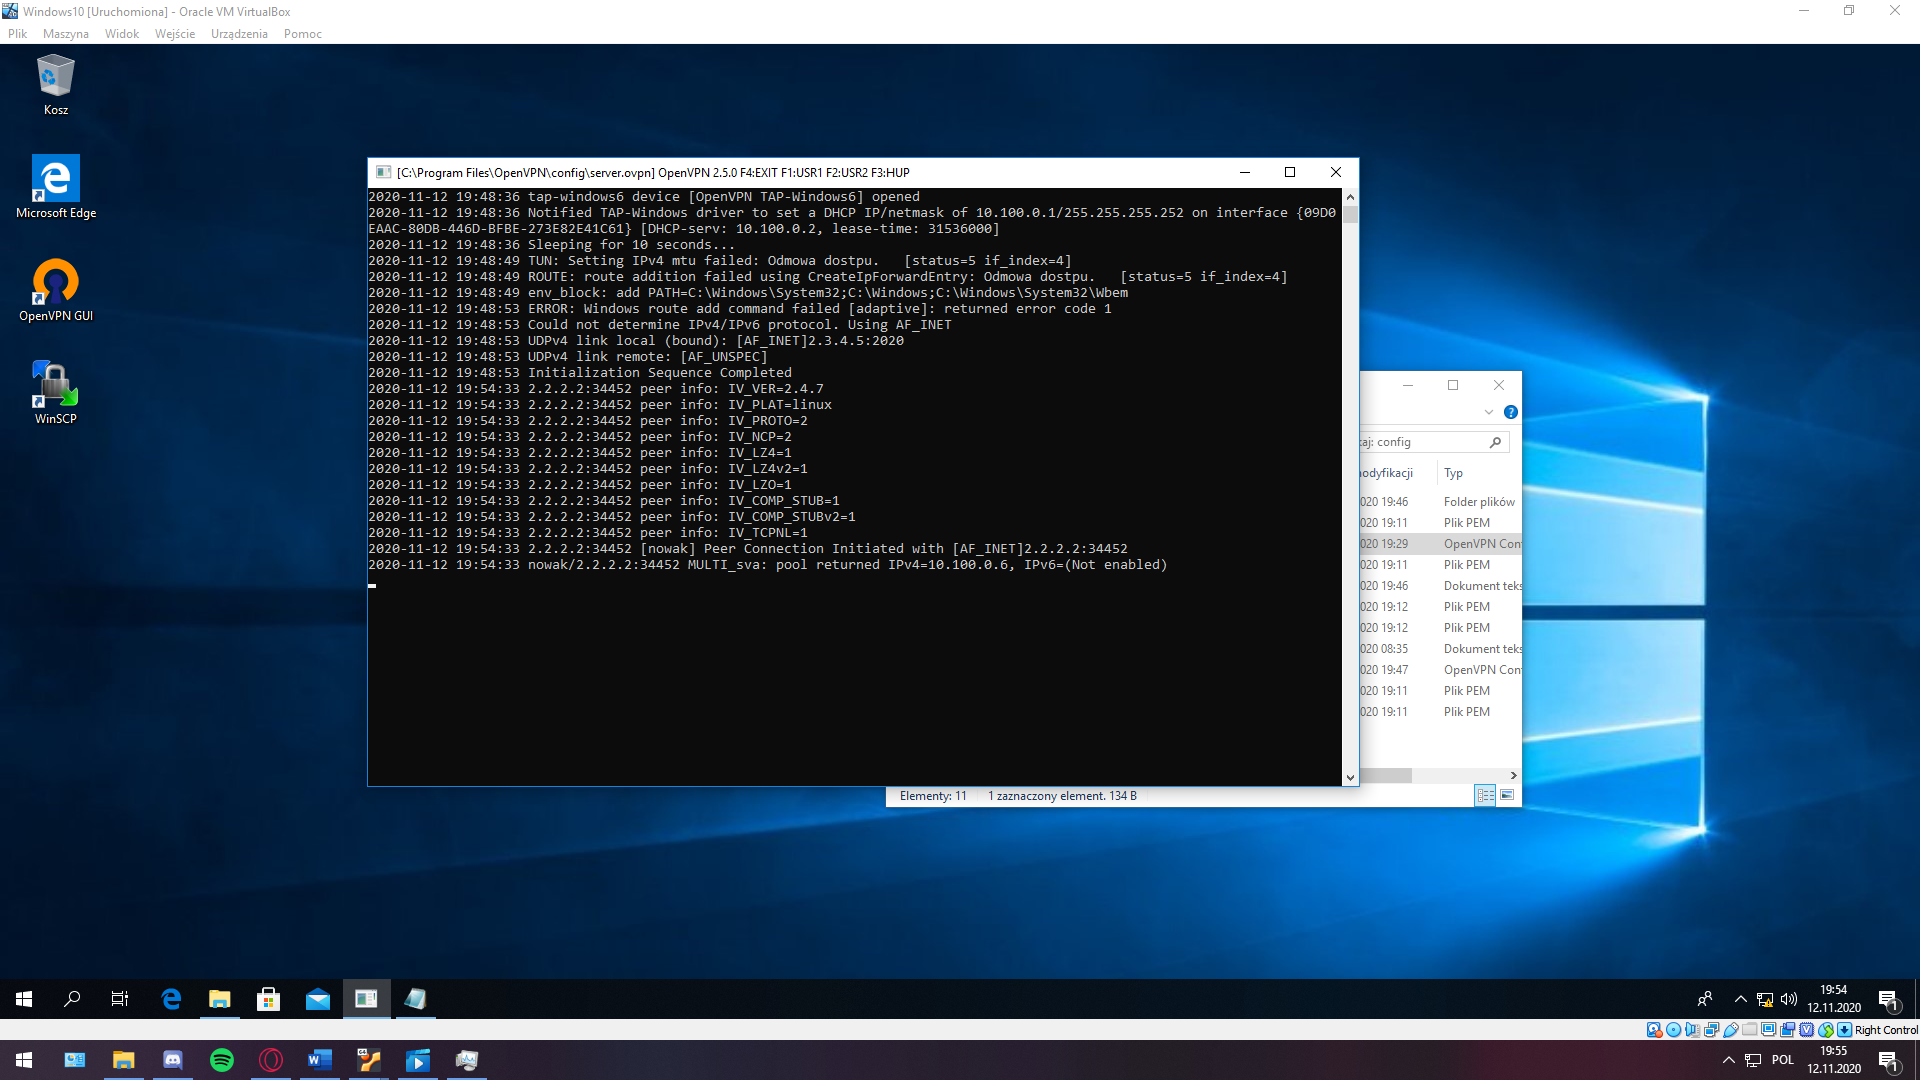 Windows10 [Uruchomiona] - Oracle VM VirtualBox
Plik Maszyna Widok Wejście Urządzenia Pomoc
Kosz
Microsoft Edge
OpenVPN GUI
WinSCP
[C:\Program Files\OpenVPN\config\server.ovpn] OpenVPN 2.5.0 F4:EXIT F1:USR1 F2:USR2 F3:HUP
2020-11-12 19:48:36 tap-windows6 device [OpenVPN TAP-Windows6] opened
2020-11-12 19:48:36 Notified TAP-Windows driver to set a DHCP IP/netmask of 10.100.0.1/255.255.255.252 on interface {09D0
EAAC-80DB-446D-BFBE-273E82E41C61} [DHCP-serv: 10.100.0.2, lease-time: 31536000]
2020-11-12 19:48:36 Sleeping for 10 seconds...
2020-11-12 19:48:49 TUN: Setting IPv4 mtu failed: Odmowa dostpu.   [status=5 if_index=4]
2020-11-12 19:48:49 ROUTE: route addition failed using CreateIpForwardEntry: Odmowa dostpu.   [status=5 if_index=4]
2020-11-12 19:48:49 env_block: add PATH=C:\Windows\System32;C:\Windows;C:\Windows\System32\Wbem
2020-11-12 19:48:53 ERROR: Windows route add command failed [adaptive]: returned error code 1
2020-11-12 19:48:53 Could not determine IPv4/IPv6 protocol. Using AF_INET
2020-11-12 19:48:53 UDPv4 link local (bound): [AF_INET]2.3.4.5:2020
2020-11-12 19:48:53 UDPv4 link remote: [AF_UNSPEC]
2020-11-12 19:48:53 Initialization Sequence Completed
2020-11-12 19:54:33 2.2.2.2:34452 peer info: IV_VER=2.4.7
2020-11-12 19:54:33 2.2.2.2:34452 peer info: IV_PLAT=linux
2020-11-12 19:54:33 2.2.2.2:34452 peer info: IV_PROTO=2
2020-11-12 19:54:33 2.2.2.2:34452 peer info: IV_NCP=2
2020-11-12 19:54:33 2.2.2.2:34452 peer info: IV_LZ4=1
2020-11-12 19:54:33 2.2.2.2:34452 peer info: IV_LZ4v2=1
2020-11-12 19:54:33 2.2.2.2:34452 peer info: IV_LZO=1
2020-11-12 19:54:33 2.2.2.2:34452 peer info: IV_COMP_STUB=1
2020-11-12 19:54:33 2.2.2.2:34452 peer info: IV_COMP_STUBv2=1
2020-11-12 19:54:33 2.2.2.2:34452 peer info: IV_TCPNL=1
2020-11-12 19:54:33 2.2.2.2:34452 [nowak] Peer Connection Initiated with [AF_INET]2.2.2.2:34452
2020-11-12 19:54:33 nowak/2.2.2.2:34452 MULTI_sva: pool returned IPv4=10.100.0.6, IPv6=(Not enabled)
aj: config
odyfikacji Typ
020 19:46 Folder plików
020 19:11 Plik PEM
020 19:29 OpenVPN Con
020 19:11 Plik PEM
020 19:46 Dokument teks
020 19:12 Plik PEM
020 19:12 Plik PEM
020 08:35 Dokument teks
020 19:47 OpenVPN Con
020 19:11 Plik PEM
020 19:11 Plik PEM
Elementy: 11 1 zaznaczony element. 134 B
19:54
12.11.2020
1
Right Control
POL
19:55
12.11.2020
1